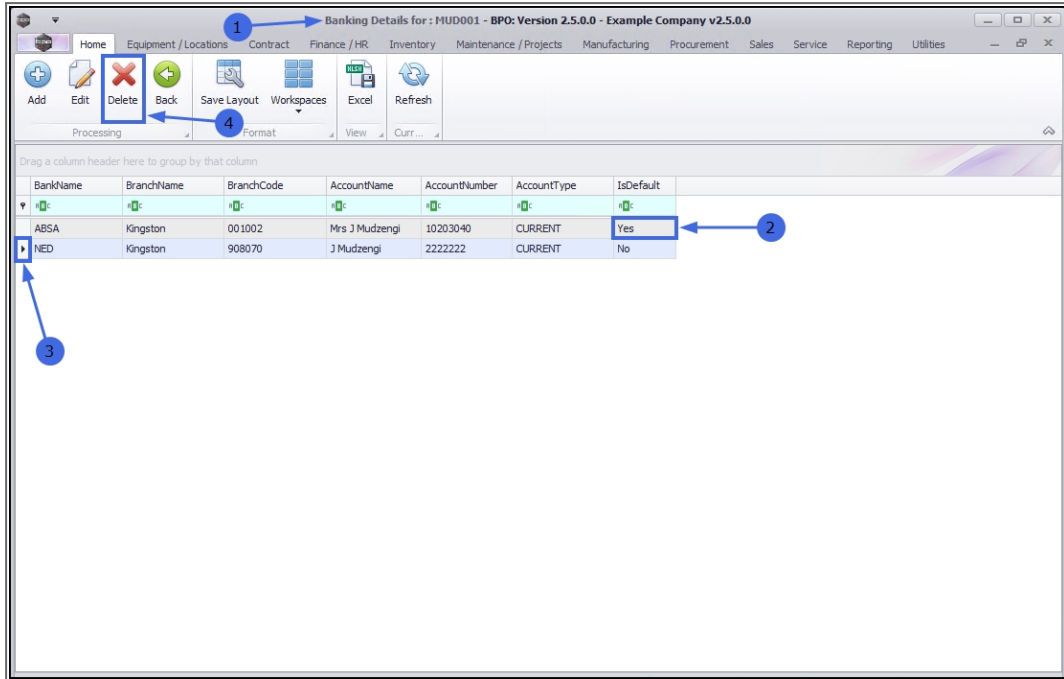 1
Banking Details for : MUD001 - BPO: Version 2.5.0.0 - Example Company v2.5.0.0
Home Equipment / Locations Contract Finance / HR Inventory Maintenance / Projects Manufacturing Procurement Sales Service Reporting Utilities
XLSX
Add Edit Delete Back Save Layout Workspaces Excel Refresh
4
Processing Format View Curr...
Drag a column header here to group by that column
BankName BranchName BranchCode AccountName AccountNumber AccountType IsDefault
ABSA Kingston 001002 Mrs J Mudzengi 10203040 CURRENT Yes
2
NED Kingston 908070 J Mudzengi 2222222 CURRENT No
3